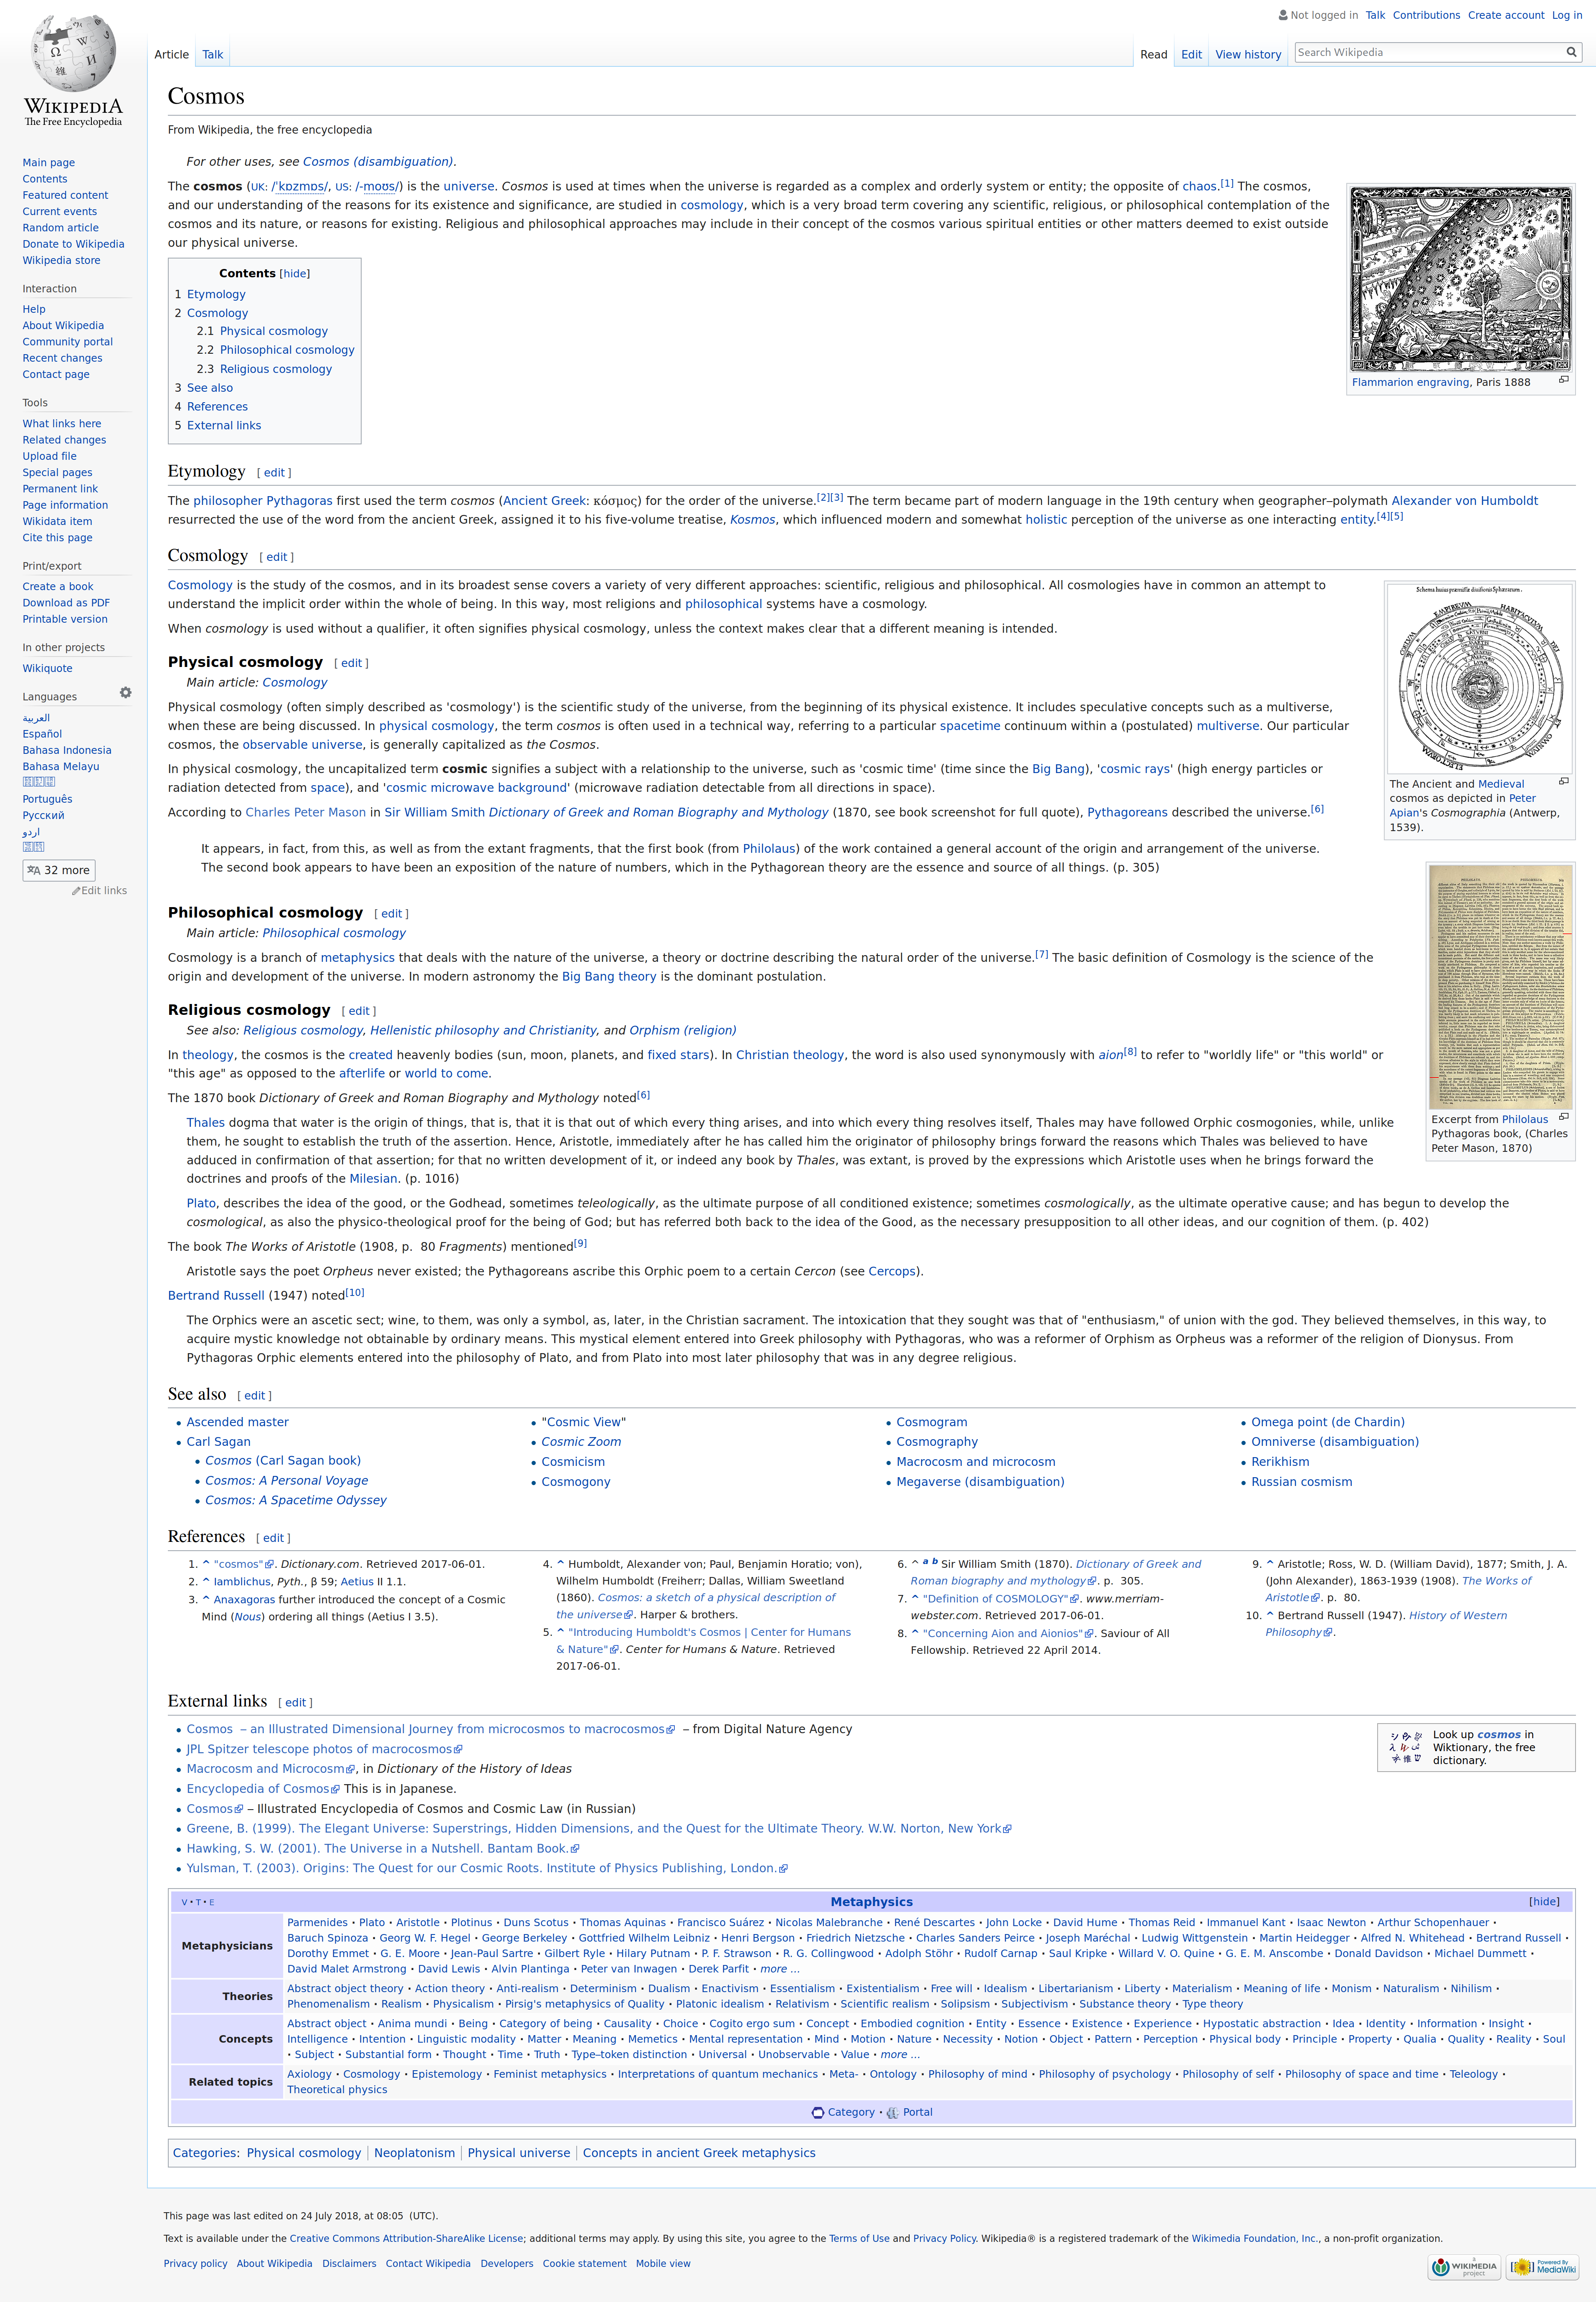 Not logged in Talk Contributions Create account Log in
Article Talk
Read Edit View history
Search Wikipedia
WIKIPEDIA
The Free Encyclopedia
Main page
Contents
Featured content
Current events
Random article
Donate to Wikipedia
Wikipedia store
Interaction
Help
About Wikipedia
Community portal
Recent changes
Contact page
Tools
What links here
Related changes
Upload file
Special pages
Permanent link
Page information
Wikidata item
Cite this page
Print/export
Create a book
Download as PDF
Printable version
In other projects
Wikiquote
Languages
العربية
Español
Bahasa Indonesia
Bahasa Melayu
Português
Русский
اردو
32 more
Edit links
Cosmos
From Wikipedia, the free encyclopedia
For other uses, see Cosmos (disambiguation).
The cosmos (UK: /ˈkɒzmɒs/, US: /-moʊs/) is the universe. Cosmos is used at times when the universe is regarded as a complex and orderly system or entity; the opposite of chaos.[1] The cosmos,
and our understanding of the reasons for its existence and significance, are studied in cosmology, which is a very broad term covering any scientific, religious, or philosophical contemplation of the
cosmos and its nature, or reasons for existing. Religious and philosophical approaches may include in their concept of the cosmos various spiritual entities or other matters deemed to exist outside
our physical universe.
Flammarion engraving, Paris 1888
Contents [hide]
1 Etymology
2 Cosmology
2.1 Physical cosmology
2.2 Philosophical cosmology
2.3 Religious cosmology
3 See also
4 References
5 External links
Etymology [ edit ]
The philosopher Pythagoras first used the term cosmos (Ancient Greek: κόσμος) for the order of the universe.[2][3] The term became part of modern language in the 19th century when geographer–polymath Alexander von Humboldt
resurrected the use of the word from the ancient Greek, assigned it to his five-volume treatise, Kosmos, which influenced modern and somewhat holistic perception of the universe as one interacting entity.[4][5]
Cosmology [ edit ]
Cosmology is the study of the cosmos, and in its broadest sense covers a variety of very different approaches: scientific, religious and philosophical. All cosmologies have in common an attempt to
understand the implicit order within the whole of being. In this way, most religions and philosophical systems have a cosmology.
When cosmology is used without a qualifier, it often signifies physical cosmology, unless the context makes clear that a different meaning is intended.
Schema huius præmissæ diuisionis Sphærarum.
The Ancient and Medieval
cosmos as depicted in Peter
Apian's Cosmographia (Antwerp,
1539).
Physical cosmology [ edit ]
Main article: Cosmology
Physical cosmology (often simply described as 'cosmology') is the scientific study of the universe, from the beginning of its physical existence. It includes speculative concepts such as a multiverse,
when these are being discussed. In physical cosmology, the term cosmos is often used in a technical way, referring to a particular spacetime continuum within a (postulated) multiverse. Our particular
cosmos, the observable universe, is generally capitalized as the Cosmos.
In physical cosmology, the uncapitalized term cosmic signifies a subject with a relationship to the universe, such as 'cosmic time' (time since the Big Bang), 'cosmic rays' (high energy particles or
radiation detected from space), and 'cosmic microwave background' (microwave radiation detectable from all directions in space).
According to Charles Peter Mason in Sir William Smith Dictionary of Greek and Roman Biography and Mythology (1870, see book screenshot for full quote), Pythagoreans described the universe.[6]
It appears, in fact, from this, as well as from the extant fragments, that the first book (from Philolaus) of the work contained a general account of the origin and arrangement of the universe.
The second book appears to have been an exposition of the nature of numbers, which in the Pythagorean theory are the essence and source of all things. (p. 305)
Excerpt from Philolaus
Pythagoras book, (Charles
Peter Mason, 1870)
Philosophical cosmology [ edit ]
Main article: Philosophical cosmology
Cosmology is a branch of metaphysics that deals with the nature of the universe, a theory or doctrine describing the natural order of the universe.[7] The basic definition of Cosmology is the science of the
origin and development of the universe. In modern astronomy the Big Bang theory is the dominant postulation.
Religious cosmology [ edit ]
See also: Religious cosmology, Hellenistic philosophy and Christianity, and Orphism (religion)
In theology, the cosmos is the created heavenly bodies (sun, moon, planets, and fixed stars). In Christian theology, the word is also used synonymously with aion[8] to refer to "worldly life" or "this world" or
"this age" as opposed to the afterlife or world to come.
The 1870 book Dictionary of Greek and Roman Biography and Mythology noted[6]
Thales dogma that water is the origin of things, that is, that it is that out of which every thing arises, and into which every thing resolves itself, Thales may have followed Orphic cosmogonies, while, unlike
them, he sought to establish the truth of the assertion. Hence, Aristotle, immediately after he has called him the originator of philosophy brings forward the reasons which Thales was believed to have
adduced in confirmation of that assertion; for that no written development of it, or indeed any book by Thales, was extant, is proved by the expressions which Aristotle uses when he brings forward the
doctrines and proofs of the Milesian. (p. 1016)
Plato, describes the idea of the good, or the Godhead, sometimes teleologically, as the ultimate purpose of all conditioned existence; sometimes cosmologically, as the ultimate operative cause; and has begun to develop the
cosmological, as also the physico-theological proof for the being of God; but has referred both back to the idea of the Good, as the necessary presupposition to all other ideas, and our cognition of them. (p. 402)
The book The Works of Aristotle (1908, p. 80 Fragments) mentioned[9]
Aristotle says the poet Orpheus never existed; the Pythagoreans ascribe this Orphic poem to a certain Cercon (see Cercops).
Bertrand Russell (1947) noted[10]
The Orphics were an ascetic sect; wine, to them, was only a symbol, as, later, in the Christian sacrament. The intoxication that they sought was that of "enthusiasm," of union with the god. They believed themselves, in this way, to
acquire mystic knowledge not obtainable by ordinary means. This mystical element entered into Greek philosophy with Pythagoras, who was a reformer of Orphism as Orpheus was a reformer of the religion of Dionysus. From
Pythagoras Orphic elements entered into the philosophy of Plato, and from Plato into most later philosophy that was in any degree religious.
See also [ edit ]
Ascended master
Carl Sagan
Cosmos (Carl Sagan book)
Cosmos: A Personal Voyage
Cosmos: A Spacetime Odyssey
"Cosmic View"
Cosmic Zoom
Cosmicism
Cosmogony
Cosmogram
Cosmography
Macrocosm and microcosm
Megaverse (disambiguation)
Omega point (de Chardin)
Omniverse (disambiguation)
Rerikhism
Russian cosmism
References [ edit ]
1. ^ "cosmos". Dictionary.com. Retrieved 2017-06-01.
2. ^ Iamblichus, Pyth., β 59; Aetius II 1.1.
3. ^ Anaxagoras further introduced the concept of a Cosmic
Mind (Nous) ordering all things (Aetius I 3.5).
4. ^ Humboldt, Alexander von; Paul, Benjamin Horatio; von),
Wilhelm Humboldt (Freiherr; Dallas, William Sweetland
(1860). Cosmos: a sketch of a physical description of
the universe. Harper & brothers.
5. ^ "Introducing Humboldt's Cosmos | Center for Humans
& Nature". Center for Humans & Nature. Retrieved
2017-06-01.
6. ^ a b Sir William Smith (1870). Dictionary of Greek and
Roman biography and mythology. p. 305.
7. ^ "Definition of COSMOLOGY". www.merriam-
webster.com. Retrieved 2017-06-01.
8. ^ "Concerning Aion and Aionios". Saviour of All
Fellowship. Retrieved 22 April 2014.
9. ^ Aristotle; Ross, W. D. (William David), 1877; Smith, J. A.
(John Alexander), 1863-1939 (1908). The Works of
Aristotle. p. 80.
10. ^ Bertrand Russell (1947). History of Western
Philosophy.
External links [ edit ]
Cosmos – an Illustrated Dimensional Journey from microcosmos to macrocosmos – from Digital Nature Agency
JPL Spitzer telescope photos of macrocosmos
Macrocosm and Microcosm, in Dictionary of the History of Ideas
Encyclopedia of Cosmos This is in Japanese.
Cosmos – Illustrated Encyclopedia of Cosmos and Cosmic Law (in Russian)
Greene, B. (1999). The Elegant Universe: Superstrings, Hidden Dimensions, and the Quest for the Ultimate Theory. W.W. Norton, New York
Hawking, S. W. (2001). The Universe in a Nutshell. Bantam Book.
Yulsman, T. (2003). Origins: The Quest for our Cosmic Roots. Institute of Physics Publishing, London.
Look up cosmos in
Wiktionary, the free
dictionary.
V • T • E Metaphysics [hide]
Metaphysicians
Parmenides • Plato • Aristotle • Plotinus • Duns Scotus • Thomas Aquinas • Francisco Suárez • Nicolas Malebranche • René Descartes • John Locke • David Hume • Thomas Reid • Immanuel Kant • Isaac Newton • Arthur Schopenhauer •
Baruch Spinoza • Georg W. F. Hegel • George Berkeley • Gottfried Wilhelm Leibniz • Henri Bergson • Friedrich Nietzsche • Charles Sanders Peirce • Joseph Maréchal • Ludwig Wittgenstein • Martin Heidegger • Alfred N. Whitehead • Bertrand Russell •
Dorothy Emmet • G. E. Moore • Jean-Paul Sartre • Gilbert Ryle • Hilary Putnam • P. F. Strawson • R. G. Collingwood • Adolph Stöhr • Rudolf Carnap • Saul Kripke • Willard V. O. Quine • G. E. M. Anscombe • Donald Davidson • Michael Dummett •
David Malet Armstrong • David Lewis • Alvin Plantinga • Peter van Inwagen • Derek Parfit • more ...
Theories
Abstract object theory • Action theory • Anti-realism • Determinism • Dualism • Enactivism • Essentialism • Existentialism • Free will • Idealism • Libertarianism • Liberty • Materialism • Meaning of life • Monism • Naturalism • Nihilism •
Phenomenalism • Realism • Physicalism • Pirsig's metaphysics of Quality • Platonic idealism • Relativism • Scientific realism • Solipsism • Subjectivism • Substance theory • Type theory
Concepts
Abstract object • Anima mundi • Being • Category of being • Causality • Choice • Cogito ergo sum • Concept • Embodied cognition • Entity • Essence • Existence • Experience • Hypostatic abstraction • Idea • Identity • Information • Insight •
Intelligence • Intention • Linguistic modality • Matter • Meaning • Memetics • Mental representation • Mind • Motion • Nature • Necessity • Notion • Object • Pattern • Perception • Physical body • Principle • Property • Qualia • Quality • Reality • Soul
• Subject • Substantial form • Thought • Time • Truth • Type–token distinction • Universal • Unobservable • Value • more ...
Related topics
Axiology • Cosmology • Epistemology • Feminist metaphysics • Interpretations of quantum mechanics • Meta- • Ontology • Philosophy of mind • Philosophy of psychology • Philosophy of self • Philosophy of space and time • Teleology •
Theoretical physics
Category • Portal
Categories: Physical cosmology | Neoplatonism | Physical universe | Concepts in ancient Greek metaphysics
This page was last edited on 24 July 2018, at 08:05 (UTC).
Text is available under the Creative Commons Attribution-ShareAlike License; additional terms may apply. By using this site, you agree to the Terms of Use and Privacy Policy. Wikipedia® is a registered trademark of the Wikimedia Foundation, Inc., a non-profit organization.
Privacy policy About Wikipedia Disclaimers Contact Wikipedia Developers Cookie statement Mobile view
A WIKIMEDIA project
Powered By MediaWiki